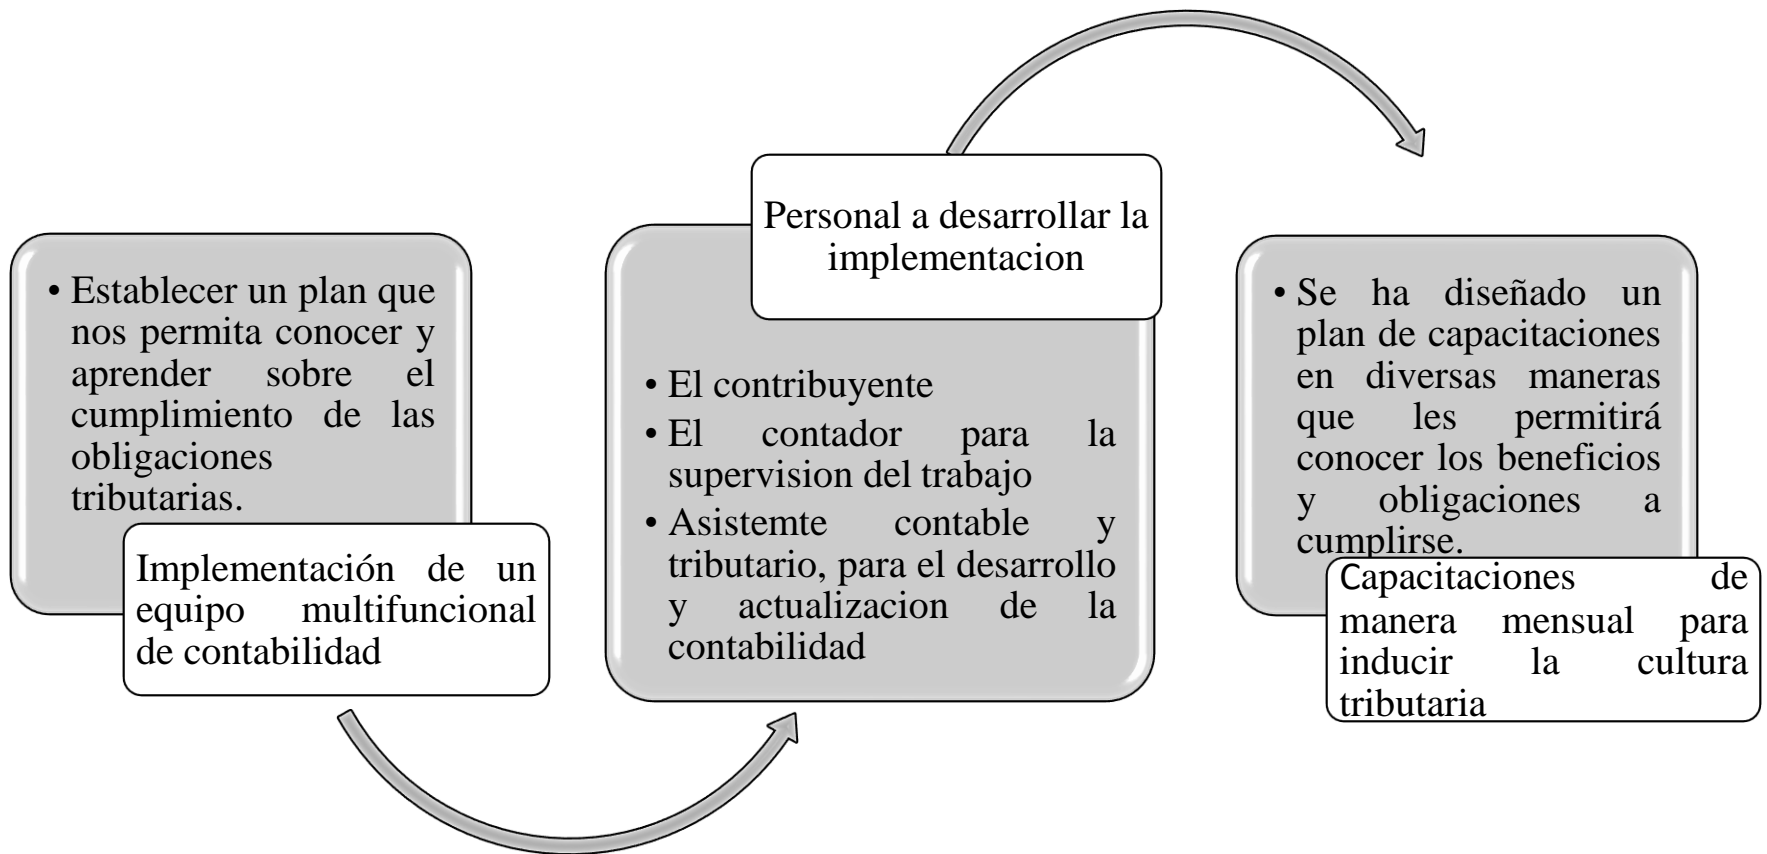 • Establecer un plan que
nos permita conocer y
aprender sobre el
cumplimiento de las
obligaciones
tributarias.
Implementación de un
equipo multifuncional
de contabilidad
Personal a desarrollar la
implementacion
• El contribuyente
• El contador para la
supervision del trabajo
• Asistemte contable y
tributario, para el desarrollo
y actualizacion de la
contabilidad
• Se ha diseñado un
plan de capacitaciones
en diversas maneras
que les permitirá
conocer los beneficios
y obligaciones a
cumplirse.
Capacitaciones de
manera mensual para
inducir la cultura
tributaria